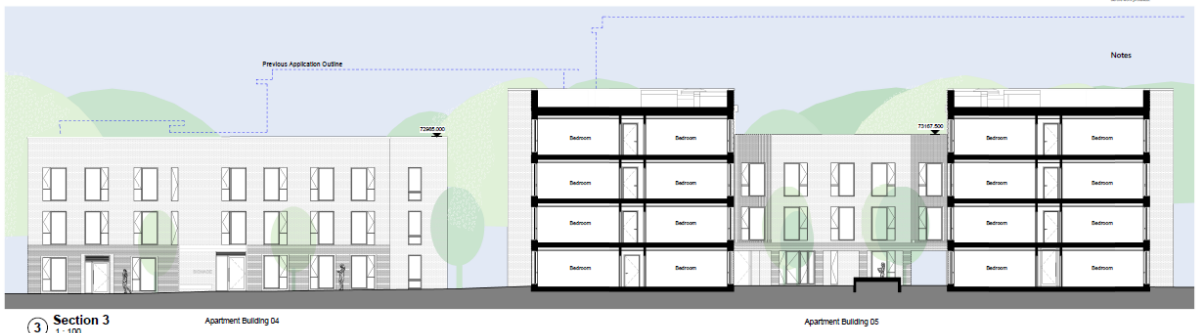 Notes
Previous Application Outline
72985.000
73167.500
Bedroom Bedroom Bedroom Bedroom
Bedroom Bedroom Bedroom Bedroom
Bedroom Bedroom Bedroom Bedroom
Bedroom Bedroom Bedroom Bedroom
3 Section 3
1 : 100
Apartment Building 04
Apartment Building 05